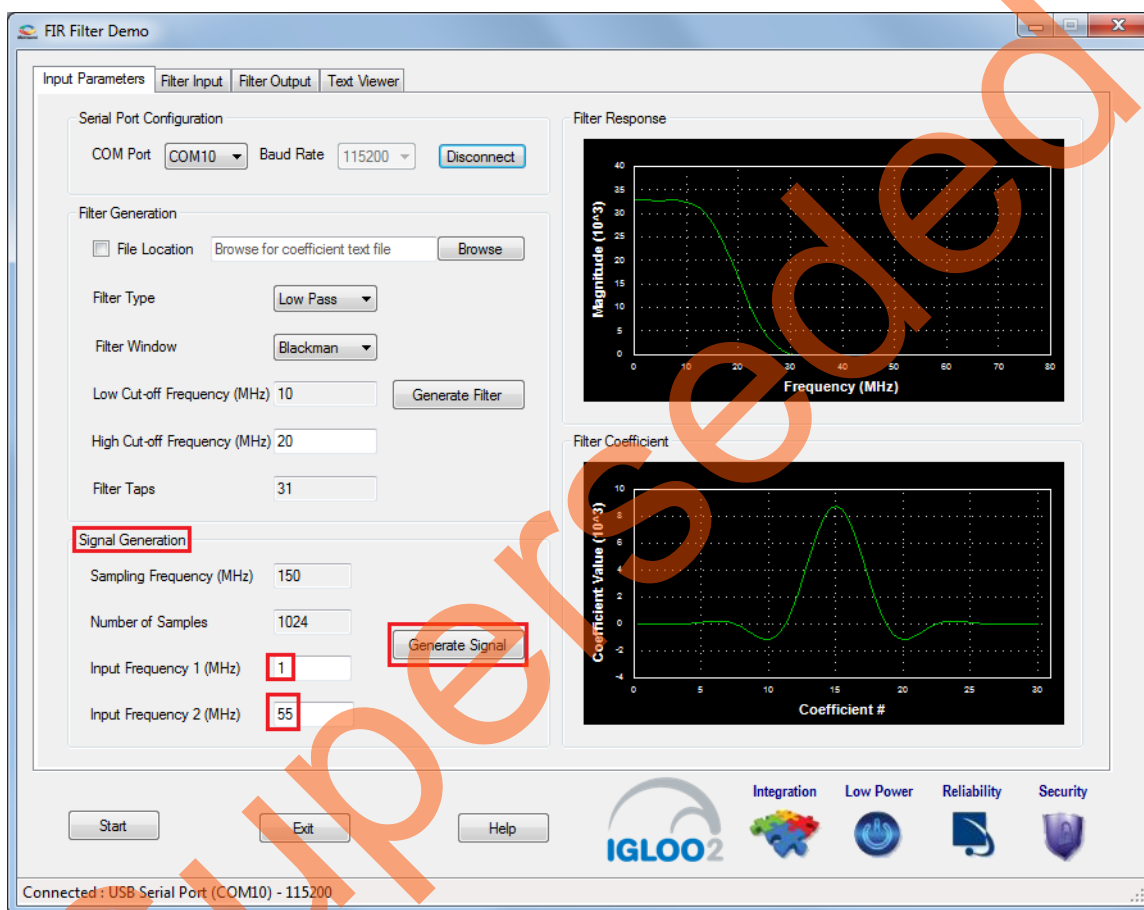 FIR Filter Demo
Input Parameters Filter Input Filter Output Text Viewer
Serial Port Configuration
COM Port COM10 Baud Rate 115200 Disconnect
Filter Generation
File Location Browse for coefficient text file Browse
Filter Type Low Pass
Filter Window Blackman
Low Cut-off Frequency (MHz) 10 Generate Filter
High Cut-off Frequency (MHz) 20
Filter Taps 31
Signal Generation
Sampling Frequency (MHz) 150
Number of Samples 1024
Generate Signal
Input Frequency 1 (MHz) 1
Input Frequency 2 (MHz) 55
Filter Response
Magnitude (10^3)
40
35
30
25
20
15
10
5
0
0 10 20 30 40 50 60 70 80
Frequency (MHz)
Filter Coefficient
Coefficient Value (10^3)
10
8
6
4
2
0
-2
-4
0 5 10 15 20 25 30
Coefficient #
Start Exit Help
IGLOO2
Integration Low Power Reliability Security
Connected : USB Serial Port (COM10) - 115200
Superseded